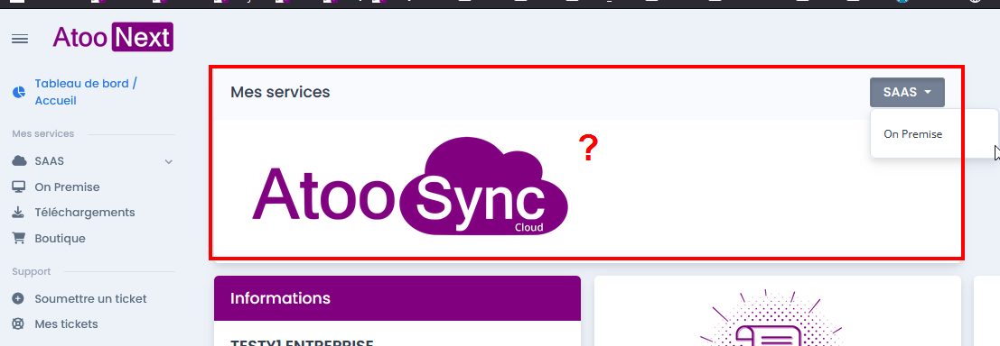 Atoo Next
Tableau de bord /
Accueil
Mes services
SAAS
On Premise
Téléchargements
Boutique
Support
Soumettre un ticket
Mes tickets
Mes services
SAAS
On Premise
?
Atoo Sync
Cloud
Informations
TESTY1 ENTREPRISE